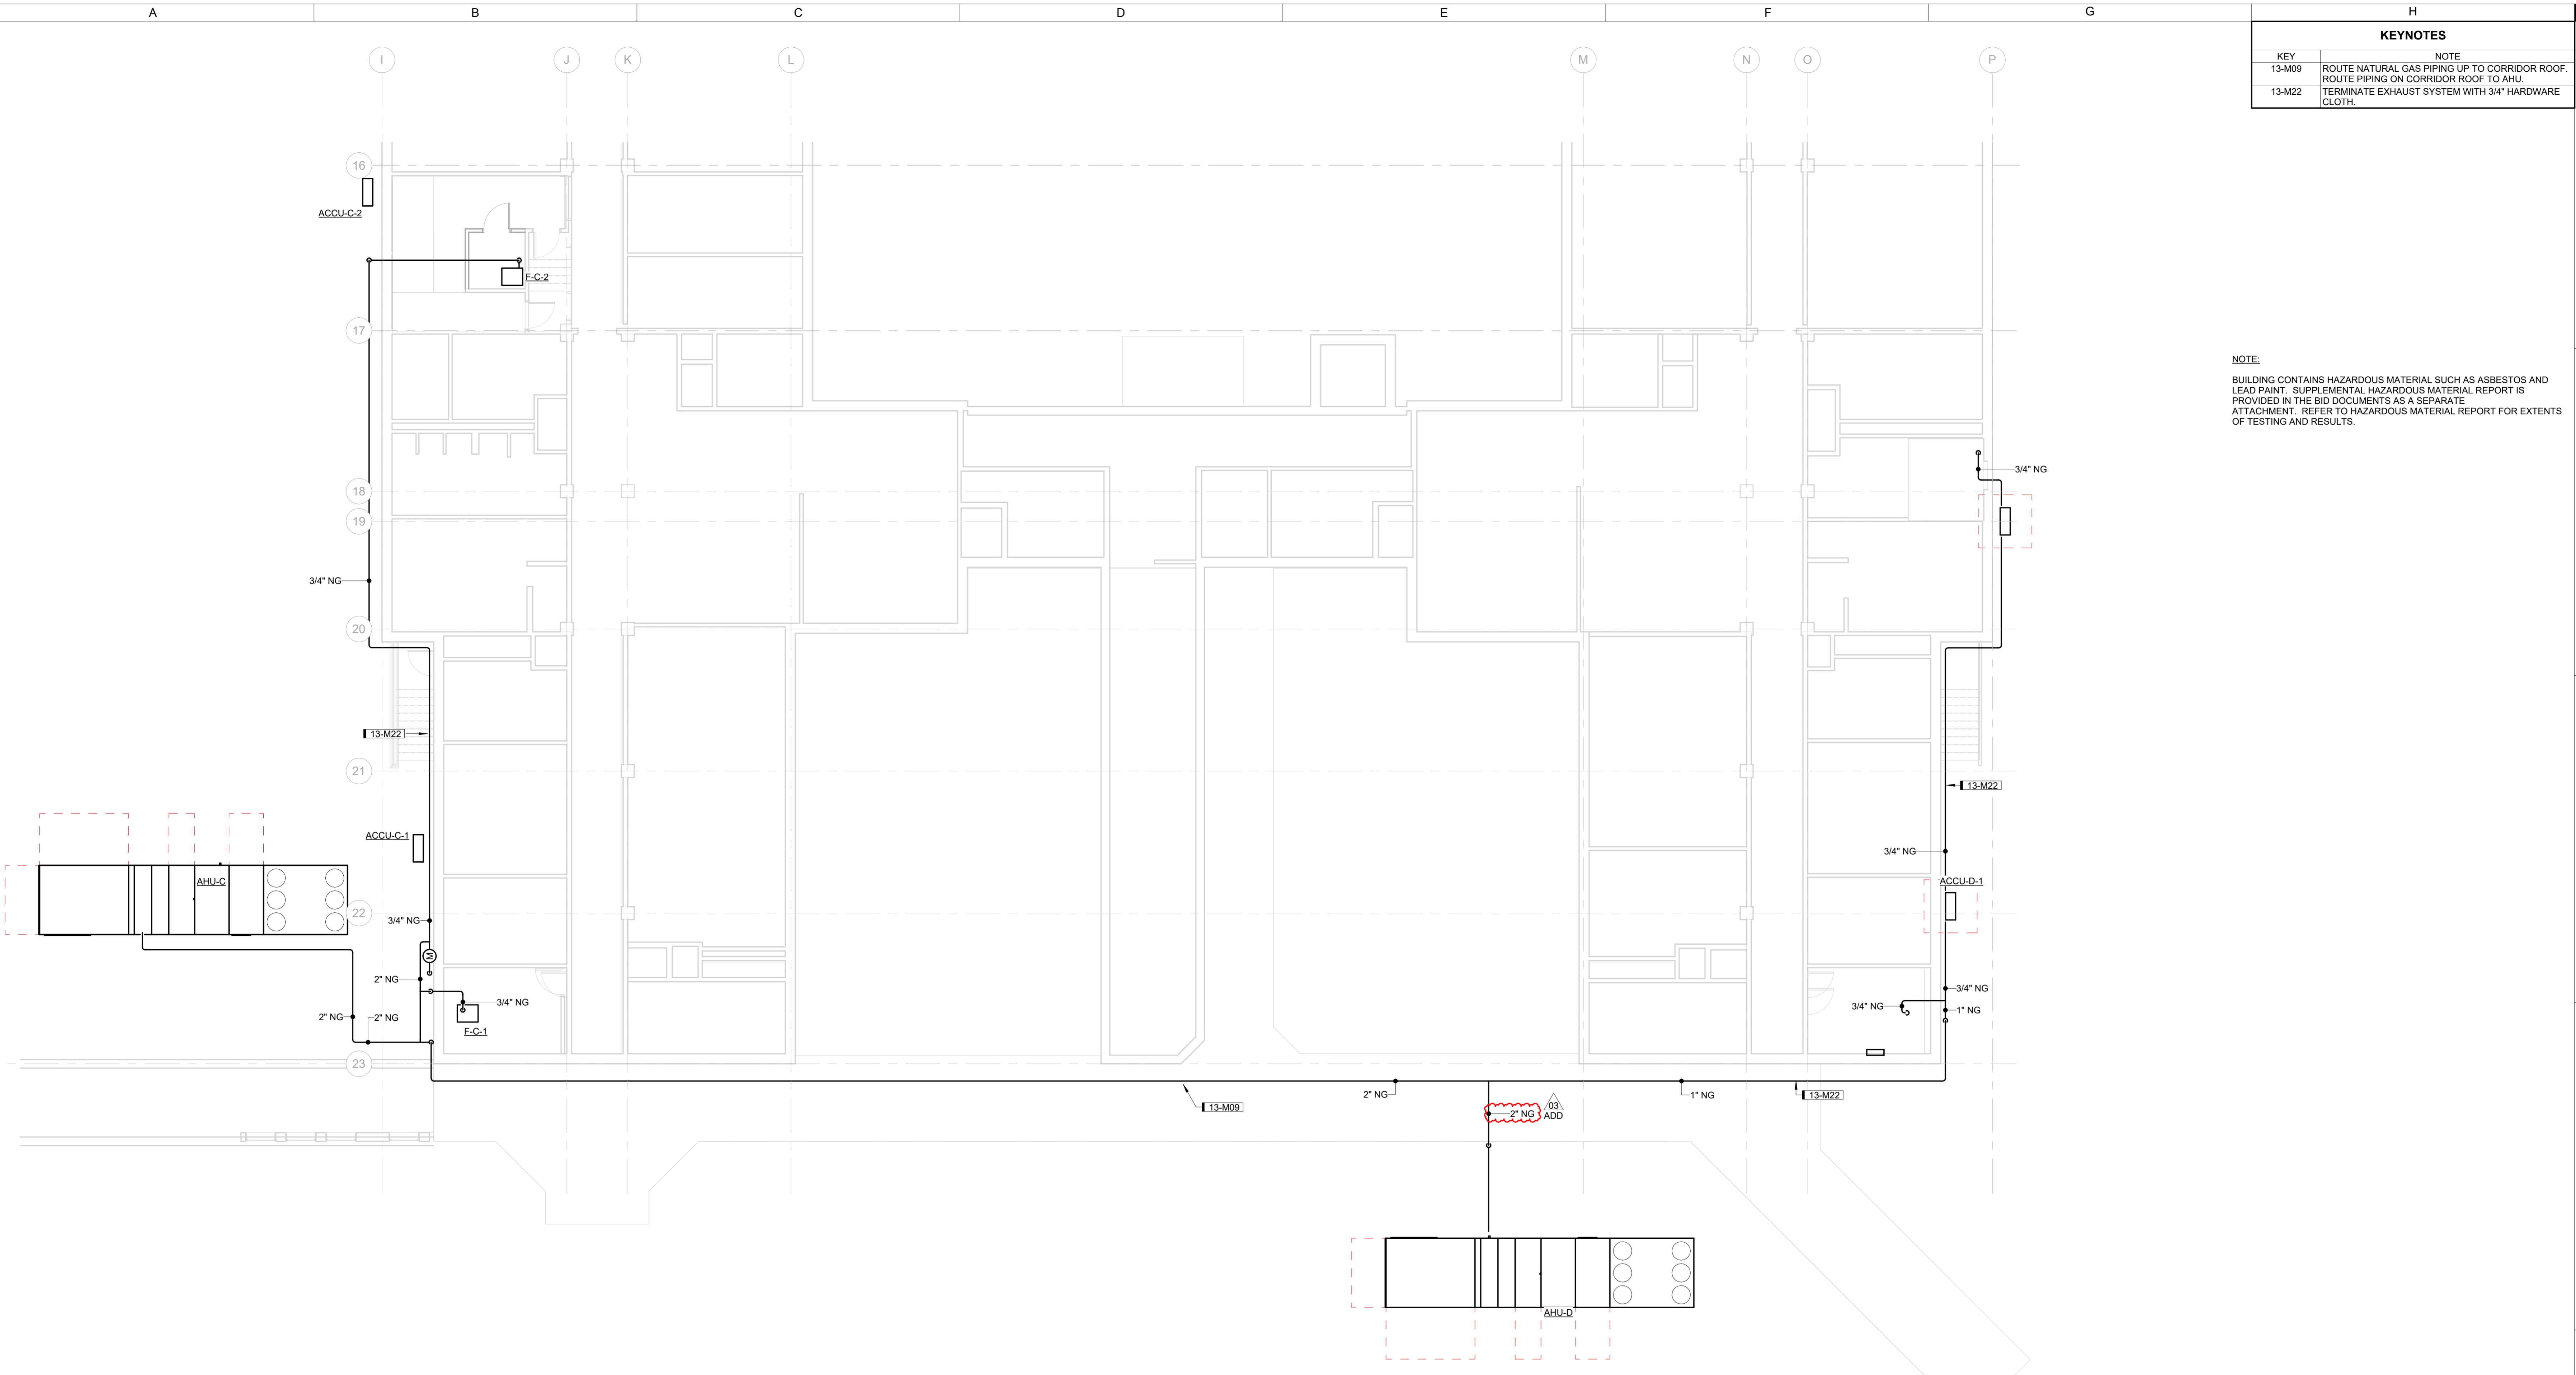 A B C D E F G H
KEYNOTES
KEY NOTE
13-M09 ROUTE NATURAL GAS PIPING UP TO CORRIDOR ROOF.
ROUTE PIPING ON CORRIDOR ROOF TO AHU.
13-M22 TERMINATE EXHAUST SYSTEM WITH 3/4" HARDWARE
CLOTH.
I J K L M N O P
16
ACCU-C-2
F-C-2
17
NOTE:
BUILDING CONTAINS HAZARDOUS MATERIAL SUCH AS ASBESTOS AND
LEAD PAINT. SUPPLEMENTAL HAZARDOUS MATERIAL REPORT IS
PROVIDED IN THE BID DOCUMENTS AS A SEPARATE
ATTACHMENT. REFER TO HAZARDOUS MATERIAL REPORT FOR EXTENTS
OF TESTING AND RESULTS.
3/4" NG
18
19
3/4" NG
20
13-M22
21
13-M22
ACCU-C-1
3/4" NG
AHU-C
ACCU-D-1
22
3/4" NG
M
2" NG
3/4" NG
3/4" NG
3/4" NG
1" NG
2" NG
2" NG
F-C-1
23
2" NG
1" NG
13-M22
13-M09
2" NG
03
ADD
AHU-D